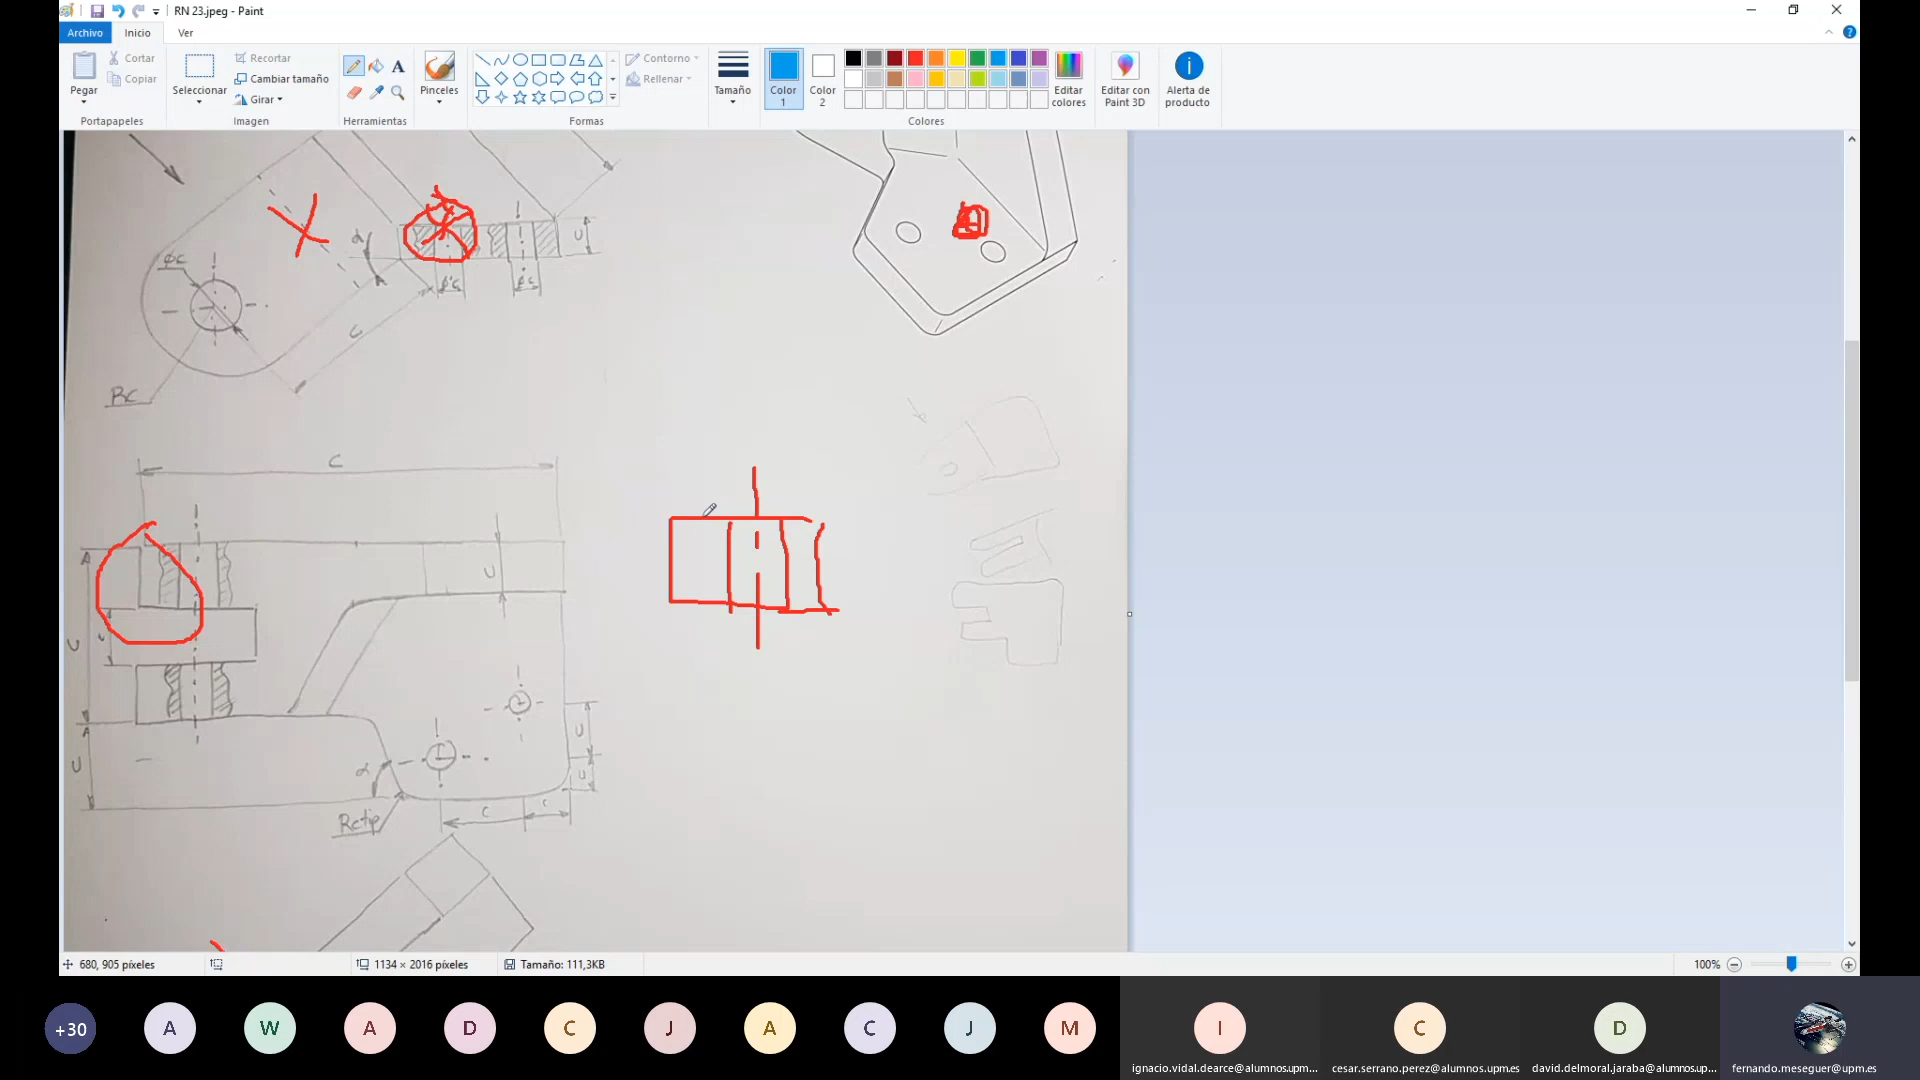 RN 23.jpeg - Paint
Archivo
Inicio
Ver
Pegar
Cortar
Copiar
Portapapeles
Seleccionar
Recortar
Cambiar tamaño
Girar
Imagen
A
Herramientas
Pinceles
Contorno
Rellenar
Formas
Tamaño
Color 1
Color 2
Editar colores
Colores
Editar con Paint 3D
Alerta de producto
ØC
α
U
C
RC
C
U
α
Rc tip
C
680, 905 píxeles
1134 × 2016 píxeles
Tamaño: 111,3KB
100%
+30
A
W
A
D
C
J
A
C
J
M
I
C
D
ignacio.vidal.dearce@alumnos.upm...
cesar.serrano.perez@alumnos.upm.es
david.delmoral.jaraba@alumnos.up...
fernando.meseguer@upm.es